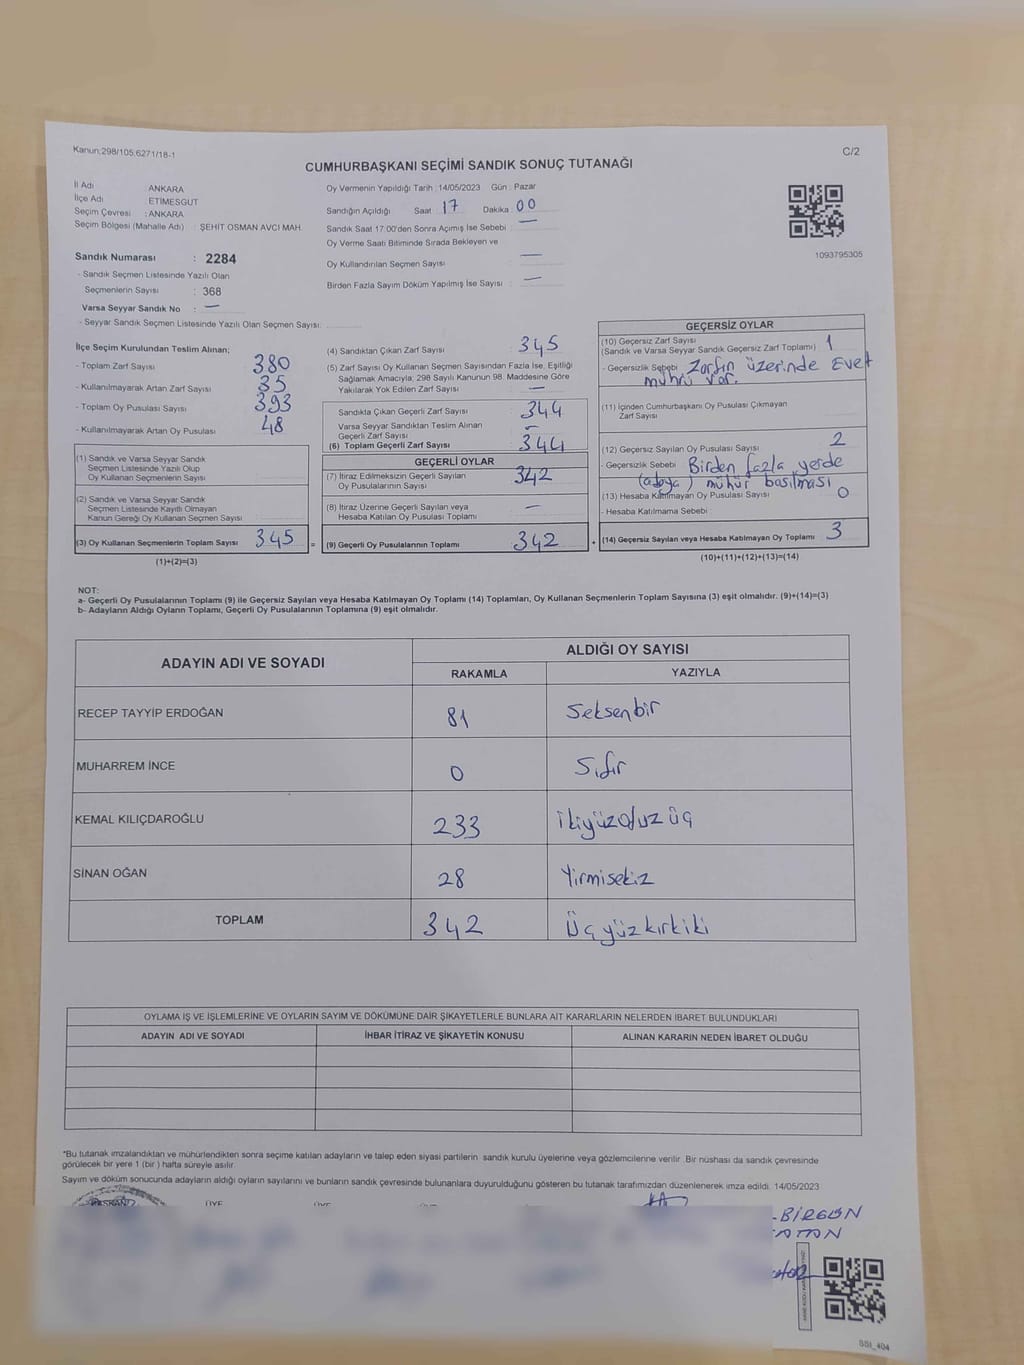 Kanun;298/105.6271/18-1
C/2
CUMHURBAŞKANI SEÇİMİ SANDIK SONUÇ TUTANAĞI
İl Adı : ANKARA
İlçe Adı : ETİMESGUT
Seçim Çevresi : ANKARA
Seçim Bölgesi (Mahalle Adı) : ŞEHİT OSMAN AVCI MAH.
Oy Vermenin Yapıldığı Tarih : 14/05/2023 Gün : Pazar
Sandığın Açıldığı Saat : 17 Dakika : 00
Sandık Saat 17:00'den Sonra Açımış İse Sebebi : —
Oy Verme Saati Bitiminde Sırada Bekleyen ve
Oy Kullandırılan Seçmen Sayısı : —
Birden Fazla Sayım Döküm Yapılmış İse Sayısı : —
1093795305
Sandık Numarası : 2284
- Sandık Seçmen Listesinde Yazılı Olan
Seçmenlerin Sayısı : 368
Varsa Seyyar Sandık No : —
- Seyyar Sandık Seçmen Listesinde Yazılı Olan Seçmen Sayısı:
İlçe Seçim Kurulundan Teslim Alınan;
- Toplam Zarf Sayısı 380
- Kullanılmayarak Artan Zarf Sayısı 35
- Toplam Oy Pusulası Sayısı 393
- Kullanılmayarak Artan Oy Pusulası 48
(1) Sandık ve Varsa Seyyar Sandık
Seçmen Listesinde Yazılı Olup
Oy Kullanan Seçmenlerin Sayısı
(2) Sandık ve Varsa Seyyar Sandık
Seçmen Listesinde Kayıtlı Olmayan
Kanun Gereği Oy Kullanan Seçmen Sayısı :
(3) Oy Kullanan Seçmenlerin Toplam Sayısı 345 =
(1)+(2)=(3)
(4) Sandıktan Çıkan Zarf Sayısı 345
(5) Zarf Sayısı Oy Kullanan Seçmen Sayısından Fazla İse, Eşitliği
Sağlamak Amacıyla; 298 Sayılı Kanunun 98. Maddesine Göre
Yakılarak Yok Edilen Zarf Sayısı —
Sandıkla Çıkan Geçerli Zarf Sayısı 344
Varsa Seyyar Sandıktan Teslim Alınan
Geçerli Zarf Sayısı —
(6) Toplam Geçerli Zarf Sayısı 344
GEÇERLİ OYLAR
(7) İtiraz Edilmeksizin Geçerli Sayılan
Oy Pusulalarının Sayısı 342
(8) İtiraz Üzerine Geçerli Sayılan veya
Hesaba Katılan Oy Pusulası Toplamı —
(9) Geçerli Oy Pusulalarının Toplamı 342 +
GEÇERSİZ OYLAR
(10) Geçersiz Zarf Sayısı
(Sandık ve Varsa Seyyar Sandık Geçersiz Zarf Toplamı) 1
- Geçersizlik Sebebi Zarfın üzerinde Evet
mührü var.
(11) İçinden Cumhurbaşkanı Oy Pusulası Çıkmayan
Zarf Sayısı
(12) Geçersiz Sayılan Oy Pusulası Sayısı 2
- Geçersizlik Sebebi Birden fazla yerde
(adaya) mühür basılması
(13) Hesaba Katılmayan Oy Pusulası Sayısı 0
- Hesaba Katılmama Sebebi :
(14) Geçersiz Sayılan veya Hesaba Katılmayan Oy Toplamı 3
(10)+(11)+(12)+(13)=(14)
NOT:
a- Geçerli Oy Pusulalarının Toplamı (9) ile Geçersiz Sayılan veya Hesaba Katılmayan Oy Toplamı (14) Toplamları, Oy Kullanan Seçmenlerin Toplam Sayısına (3) eşit olmalıdır. (9)+(14)=(3)
b- Adayların Aldığı Oyların Toplamı, Geçerli Oy Pusulalarının Toplamına (9) eşit olmalıdır.
ADAYIN ADI VE SOYADI ALDIĞI OY SAYISI
RAKAMLA YAZIYLA
RECEP TAYYİP ERDOĞAN 81 Seksenbir
MUHARREM İNCE 0 Sıfır
KEMAL KILIÇDAROĞLU 233 ikiyüzotuzüç
SİNAN OĞAN 28 Yirmisekiz
TOPLAM 342 Üçyüzkırkiki
OYLAMA İŞ VE İŞLEMLERİNE VE OYLARIN SAYIM VE DÖKÜMÜNE DAİR ŞİKAYETLERLE BUNLARA AİT KARARLARIN NELERDEN İBARET BULUNDUKLARI
ADAYIN ADI VE SOYADI İHBAR İTİRAZ VE ŞİKAYETİN KONUSU ALINAN KARARIN NEDEN İBARET OLDUĞU
*Bu tutanak imzalandıktan ve mühürlendikten sonra seçime katılan adayların ve talep eden siyasi partilerin sandık kurulu üyelerine veya gözlemcilerine verilir. Bir nüshası da sandık çevresinde
görülecek bir yere 1 (bir) hafta süreyle asılır.
Sayım ve döküm sonucunda adayların aldığı oyların sayılarını ve bunların sandık çevresinde bulunanlara duyurulduğunu gösteren bu tutanak tarafımızdan düzenlenerek imza edildi. 14/05/2023
SSI_404